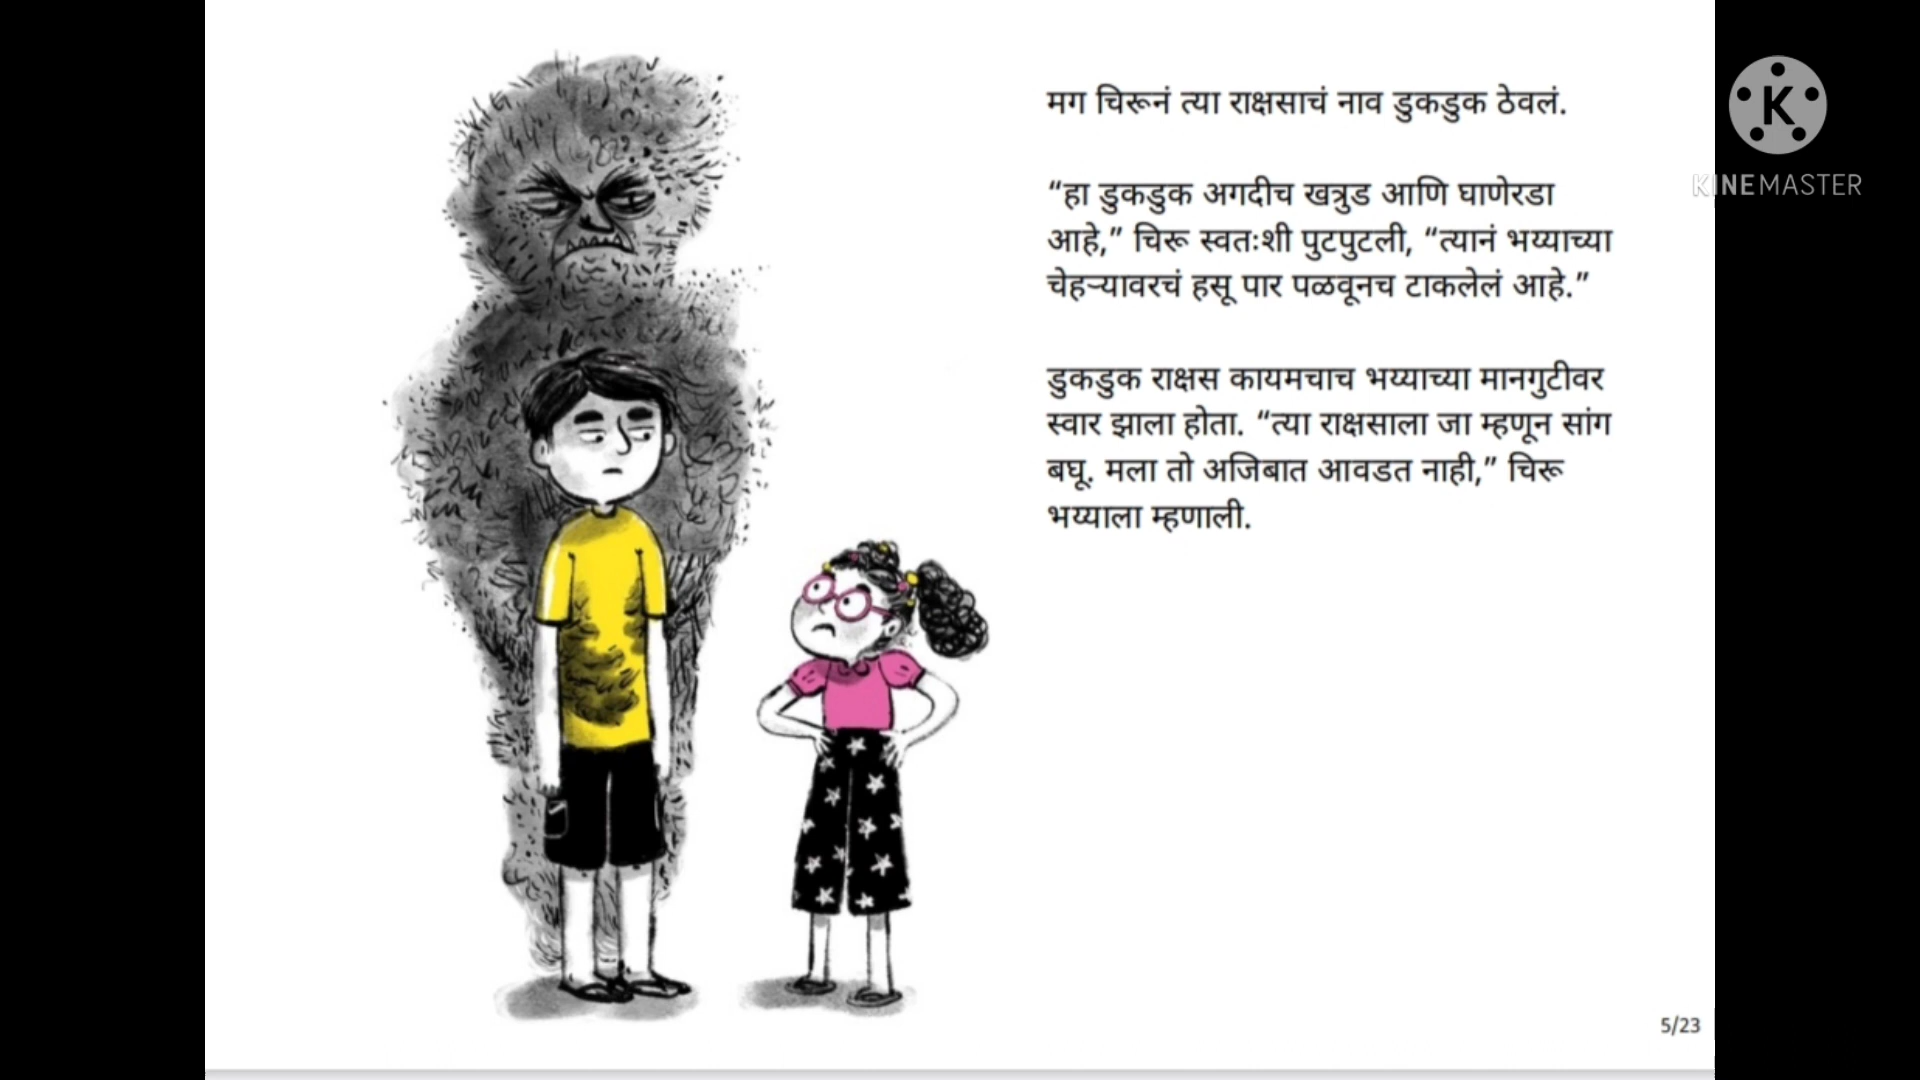 मग चिरूनं त्या राक्षसाचं नाव डुकडुक ठेवलं.
“हा डुकडुक अगदीच खत्रुड आणि घाणेरडा
आहे,” चिरू स्वतःशी पुटपुटली, “त्यानं भय्याच्या
चेहऱ्यावरचं हसू पार पळवूनच टाकलेलं आहे.”
डुकडुक राक्षस कायमचाच भय्याच्या मानगुटीवर
स्वार झाला होता. “त्या राक्षसाला जा म्हणून सांग
बघू. मला तो अजिबात आवडत नाही,” चिरू
भय्याला म्हणाली.
K
KINEMASTER
5/23